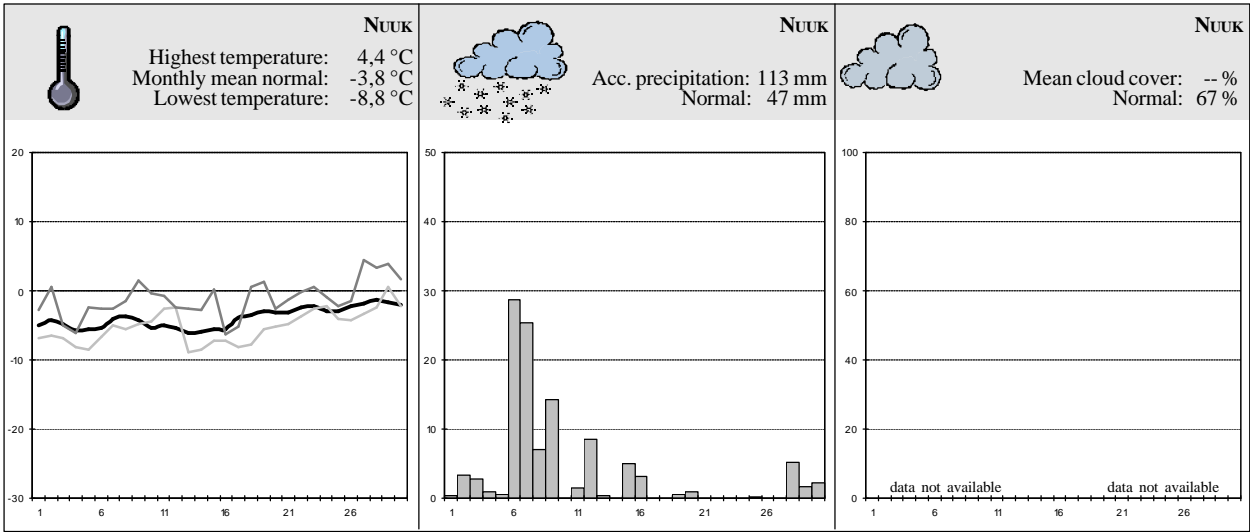 NUUK
Highest temperature: 4,4 °C
Monthly mean normal: -3,8 °C
Lowest temperature: -8,8 °C
NUUK
Acc. precipitation: 113 mm
Normal: 47 mm
NUUK
Mean cloud cover: -- %
Normal: 67 %
20
10
0
-10
-20
-30
1 6 11 16 21 26
50
40
30
20
10
0
1 6 11 16 21 26
100
80
60
40
20
0
data not available data not available
1 6 11 16 21 26